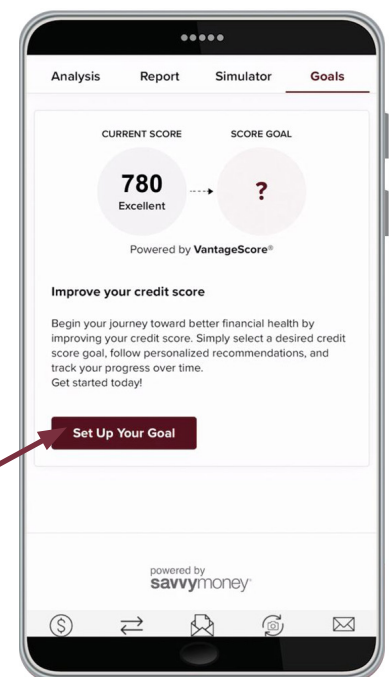 Analysis Report Simulator Goals
CURRENT SCORE SCORE GOAL
780 ?
Excellent
Powered by VantageScore®
Improve your credit score
Begin your journey toward better financial health by
improving your credit score. Simply select a desired credit
score goal, follow personalized recommendations, and
track your progress over time.
Get started today!
Set Up Your Goal
powered by
savvymoney
$